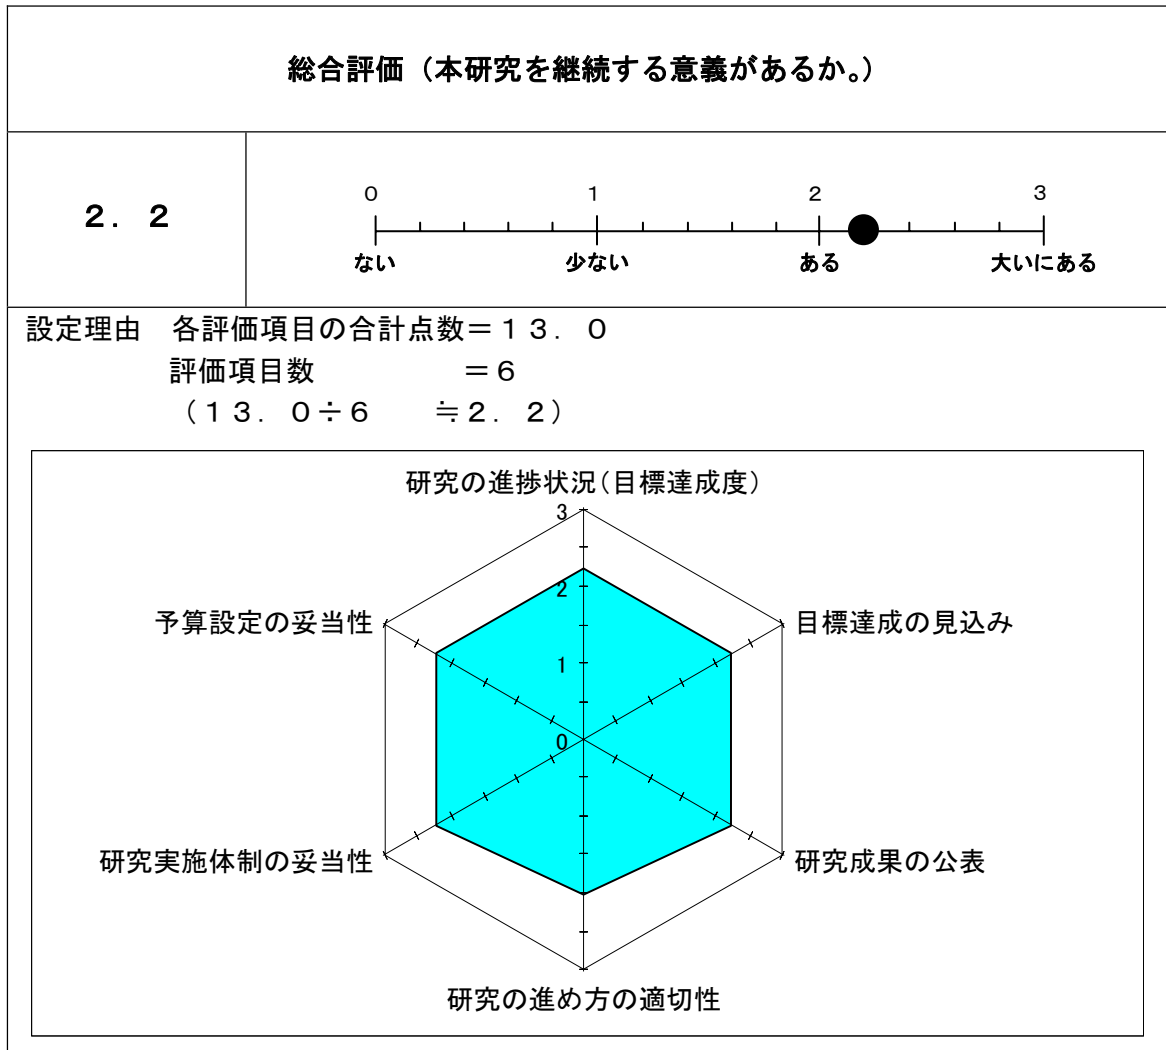 総合評価（本研究を継続する意義があるか。）
２．２
0 1 2 3
ない 少ない ある 大いにある
設定理由　各評価項目の合計点数＝１３．０
評価項目数　＝６
（１３．０÷６　≒２．２）
研究の進捗状況（目標達成度）
3
2
予算設定の妥当性
目標達成の見込み
1
0
研究実施体制の妥当性
研究成果の公表
研究の進め方の適切性